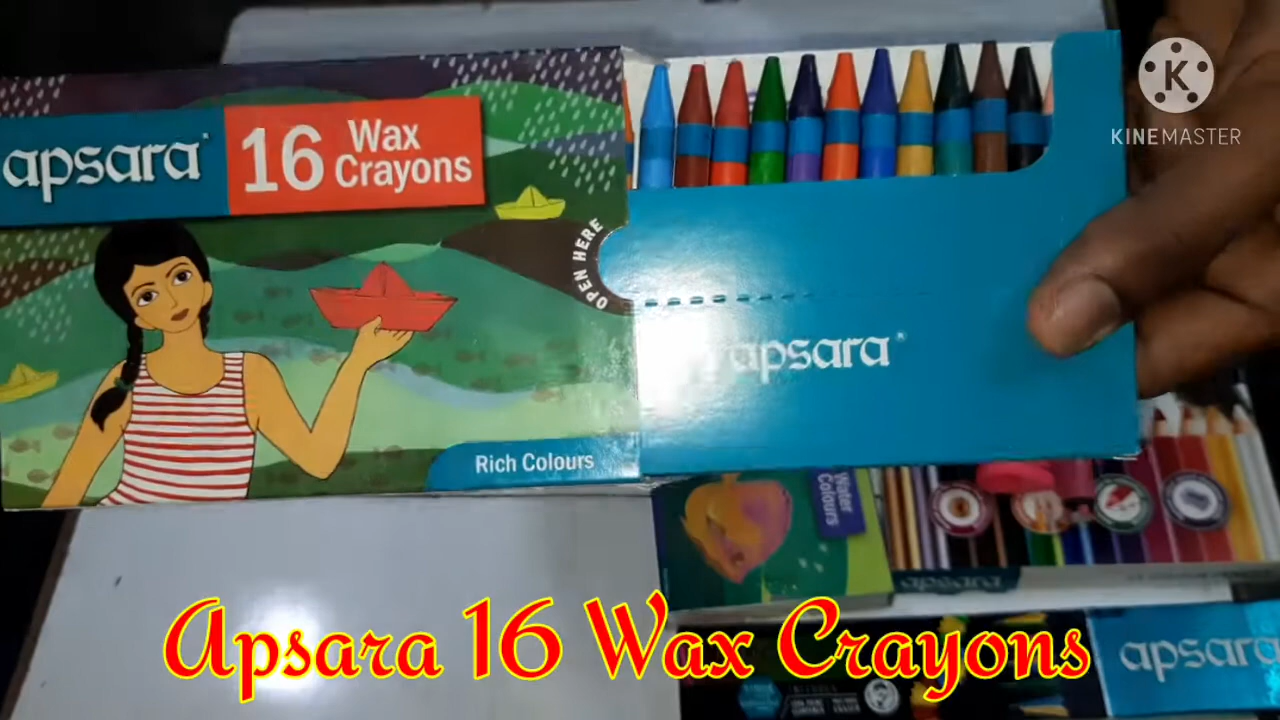 K
KINEMASTER
apsara
16 Wax
Crayons
OPEN HERE
apsara
Rich Colours
Water
Colours
apsara
apsara
Apsara 16 Wax Crayons